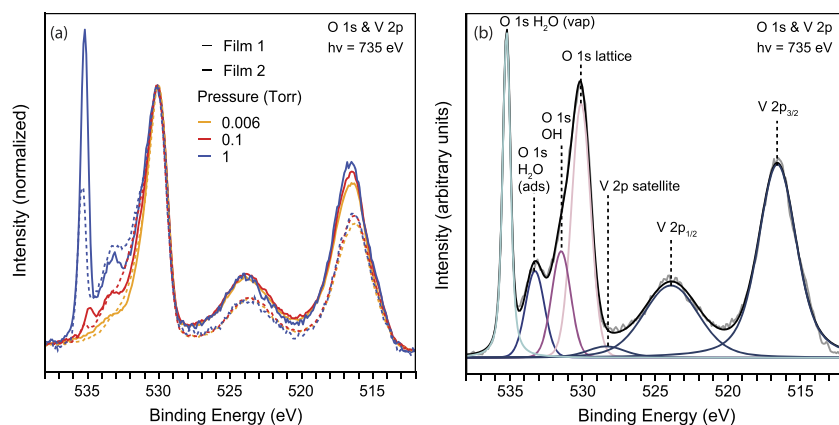 (a)
O 1s & V 2p
hν = 735 eV
Film 1
Film 2
Pressure (Torr)
0.006
0.1
1
Intensity (normalized)
535
530
525
520
515
Binding Energy (eV)
(b)
O 1s H₂O (vap)
O 1s & V 2p
hν = 735 eV
O 1s lattice
O 1s
OH
O 1s
H₂O
(ads)
V 2p satellite
V 2p₁/₂
V 2p₃/₂
Intensity (arbitrary units)
535
530
525
520
515
Binding Energy (eV)